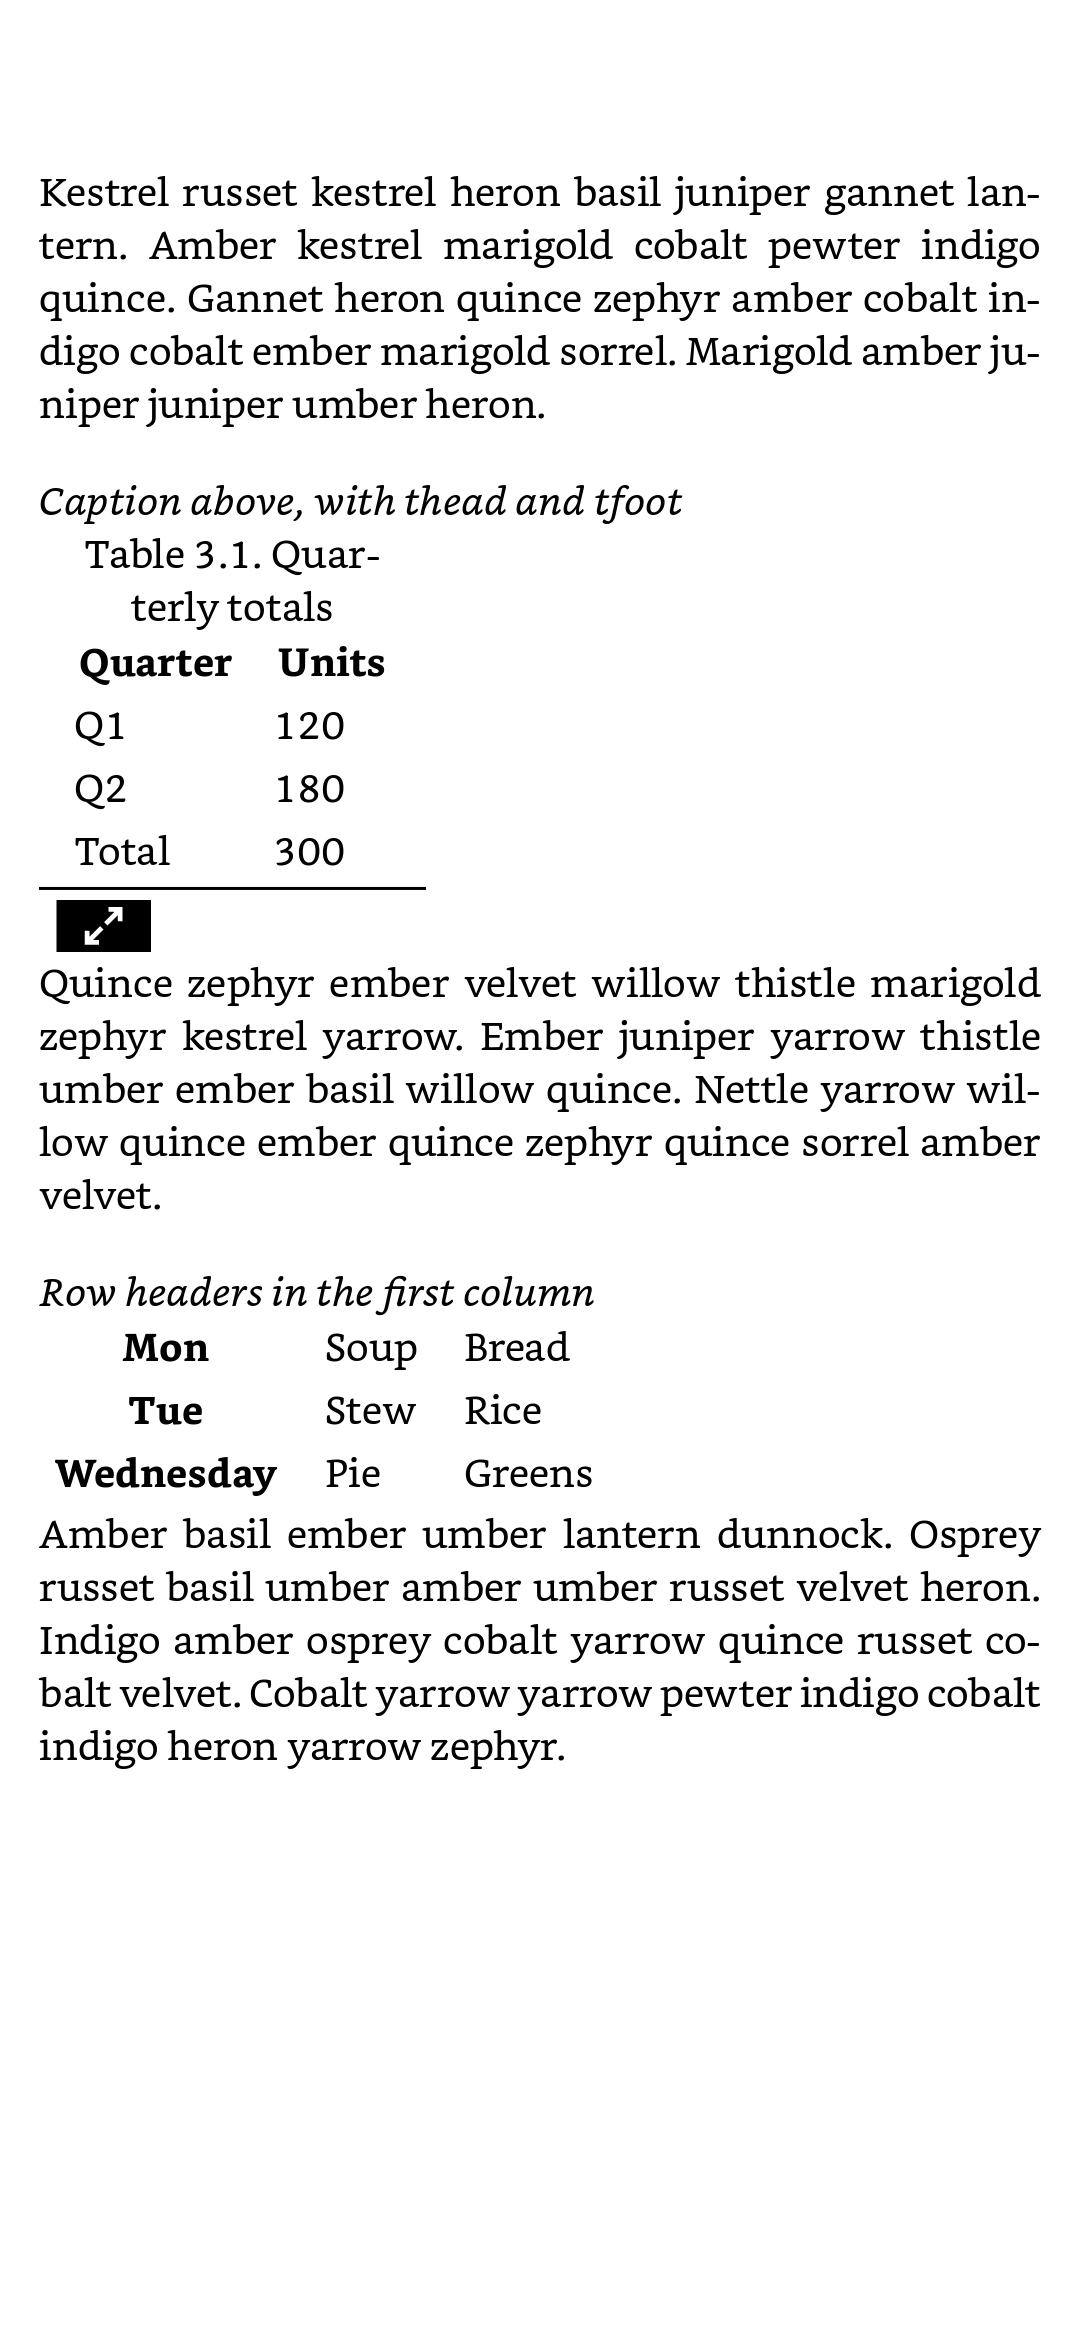 Kestrel russet kestrel heron basil juniper gannet lan-
tern. Amber kestrel marigold cobalt pewter indigo
quince. Gannet heron quince zephyr amber cobalt in-
digo cobalt ember marigold sorrel. Marigold amber ju-
niper juniper umber heron.
Caption above, with thead and tfoot
Table 3.1. Quar-
terly totals
Quarter Units
Q1 120
Q2 180
Total 300
Quince zephyr ember velvet willow thistle marigold
zephyr kestrel yarrow. Ember juniper yarrow thistle
umber ember basil willow quince. Nettle yarrow wil-
low quince ember quince zephyr quince sorrel amber
velvet.
Row headers in the first column
Mon Soup Bread
Tue Stew Rice
Wednesday Pie Greens
Amber basil ember umber lantern dunnock. Osprey
russet basil umber amber umber russet velvet heron.
Indigo amber osprey cobalt yarrow quince russet co-
balt velvet. Cobalt yarrow yarrow pewter indigo cobalt
indigo heron yarrow zephyr.